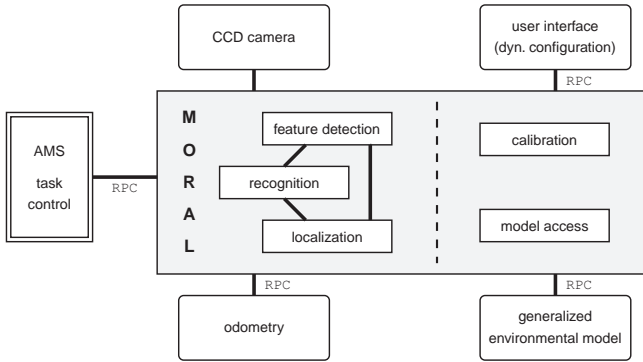 CCD camera
user interface
(dyn. configuration)
RPC
M
O
R
A
L
feature detection
calibration
AMS
task
control
RPC
recognition
localization
model access
RPC
RPC
odometry
generalized
environmental model